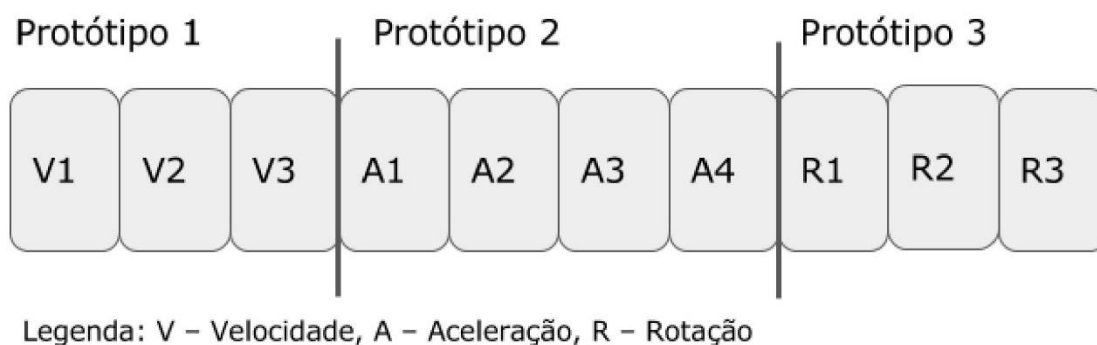 Protótipo 1 Protótipo 2 Protótipo 3
V1 V2 V3 A1 A2 A3 A4 R1 R2 R3
Legenda: V – Velocidade, A – Aceleração, R – Rotação